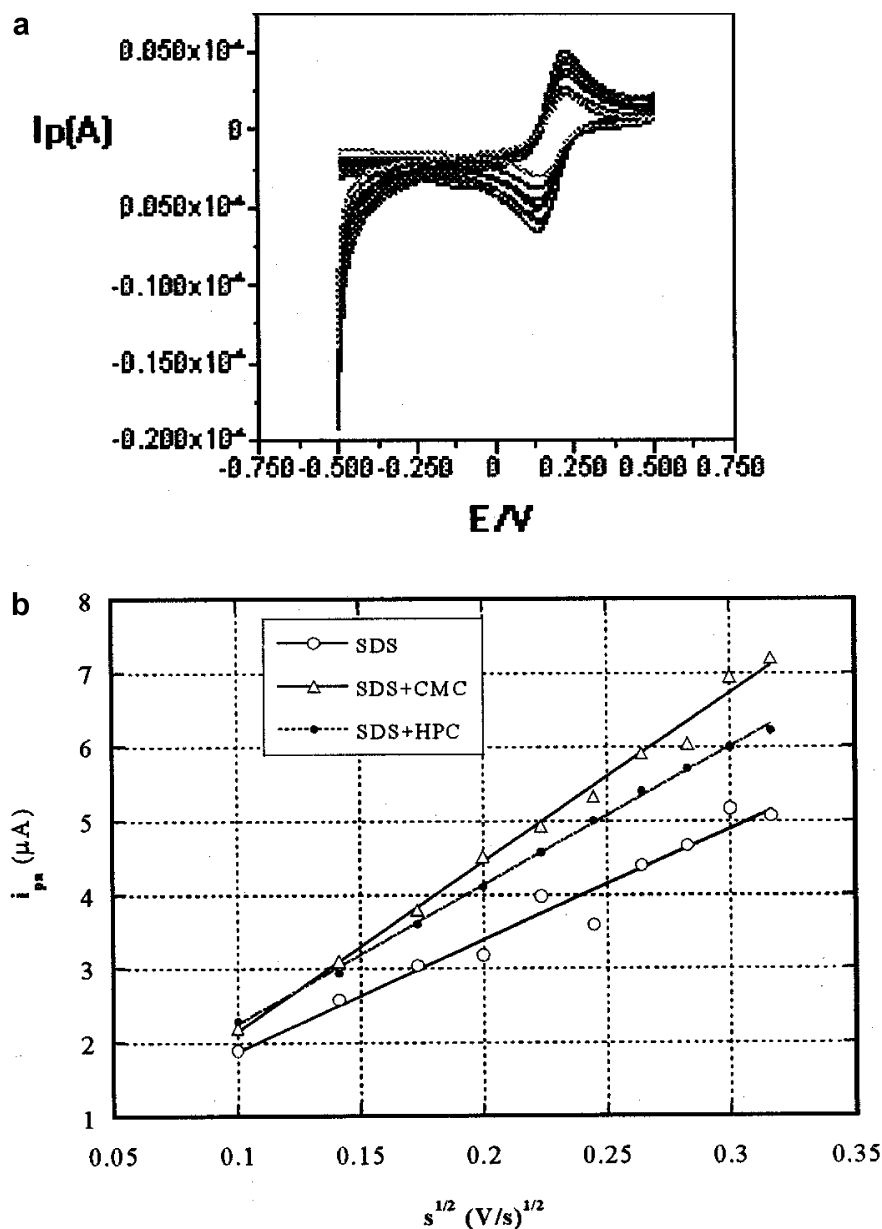 a
0.050x10⁻⁴
Ip(A)
0
0.050x10⁻⁴
-0.100x10⁻⁴
-0.150x10⁻⁴
-0.200x10⁻⁴
-0.750 -0.500 -0.250 0 0.250 0.500 0.750
E/V
b
8
7
6
5
4
3
2
1
i_pa (μA)
SDS
SDS+CMC
SDS+HPC
0.05 0.1 0.15 0.2 0.25 0.3 0.35
s^1/2 (V/s)^1/2